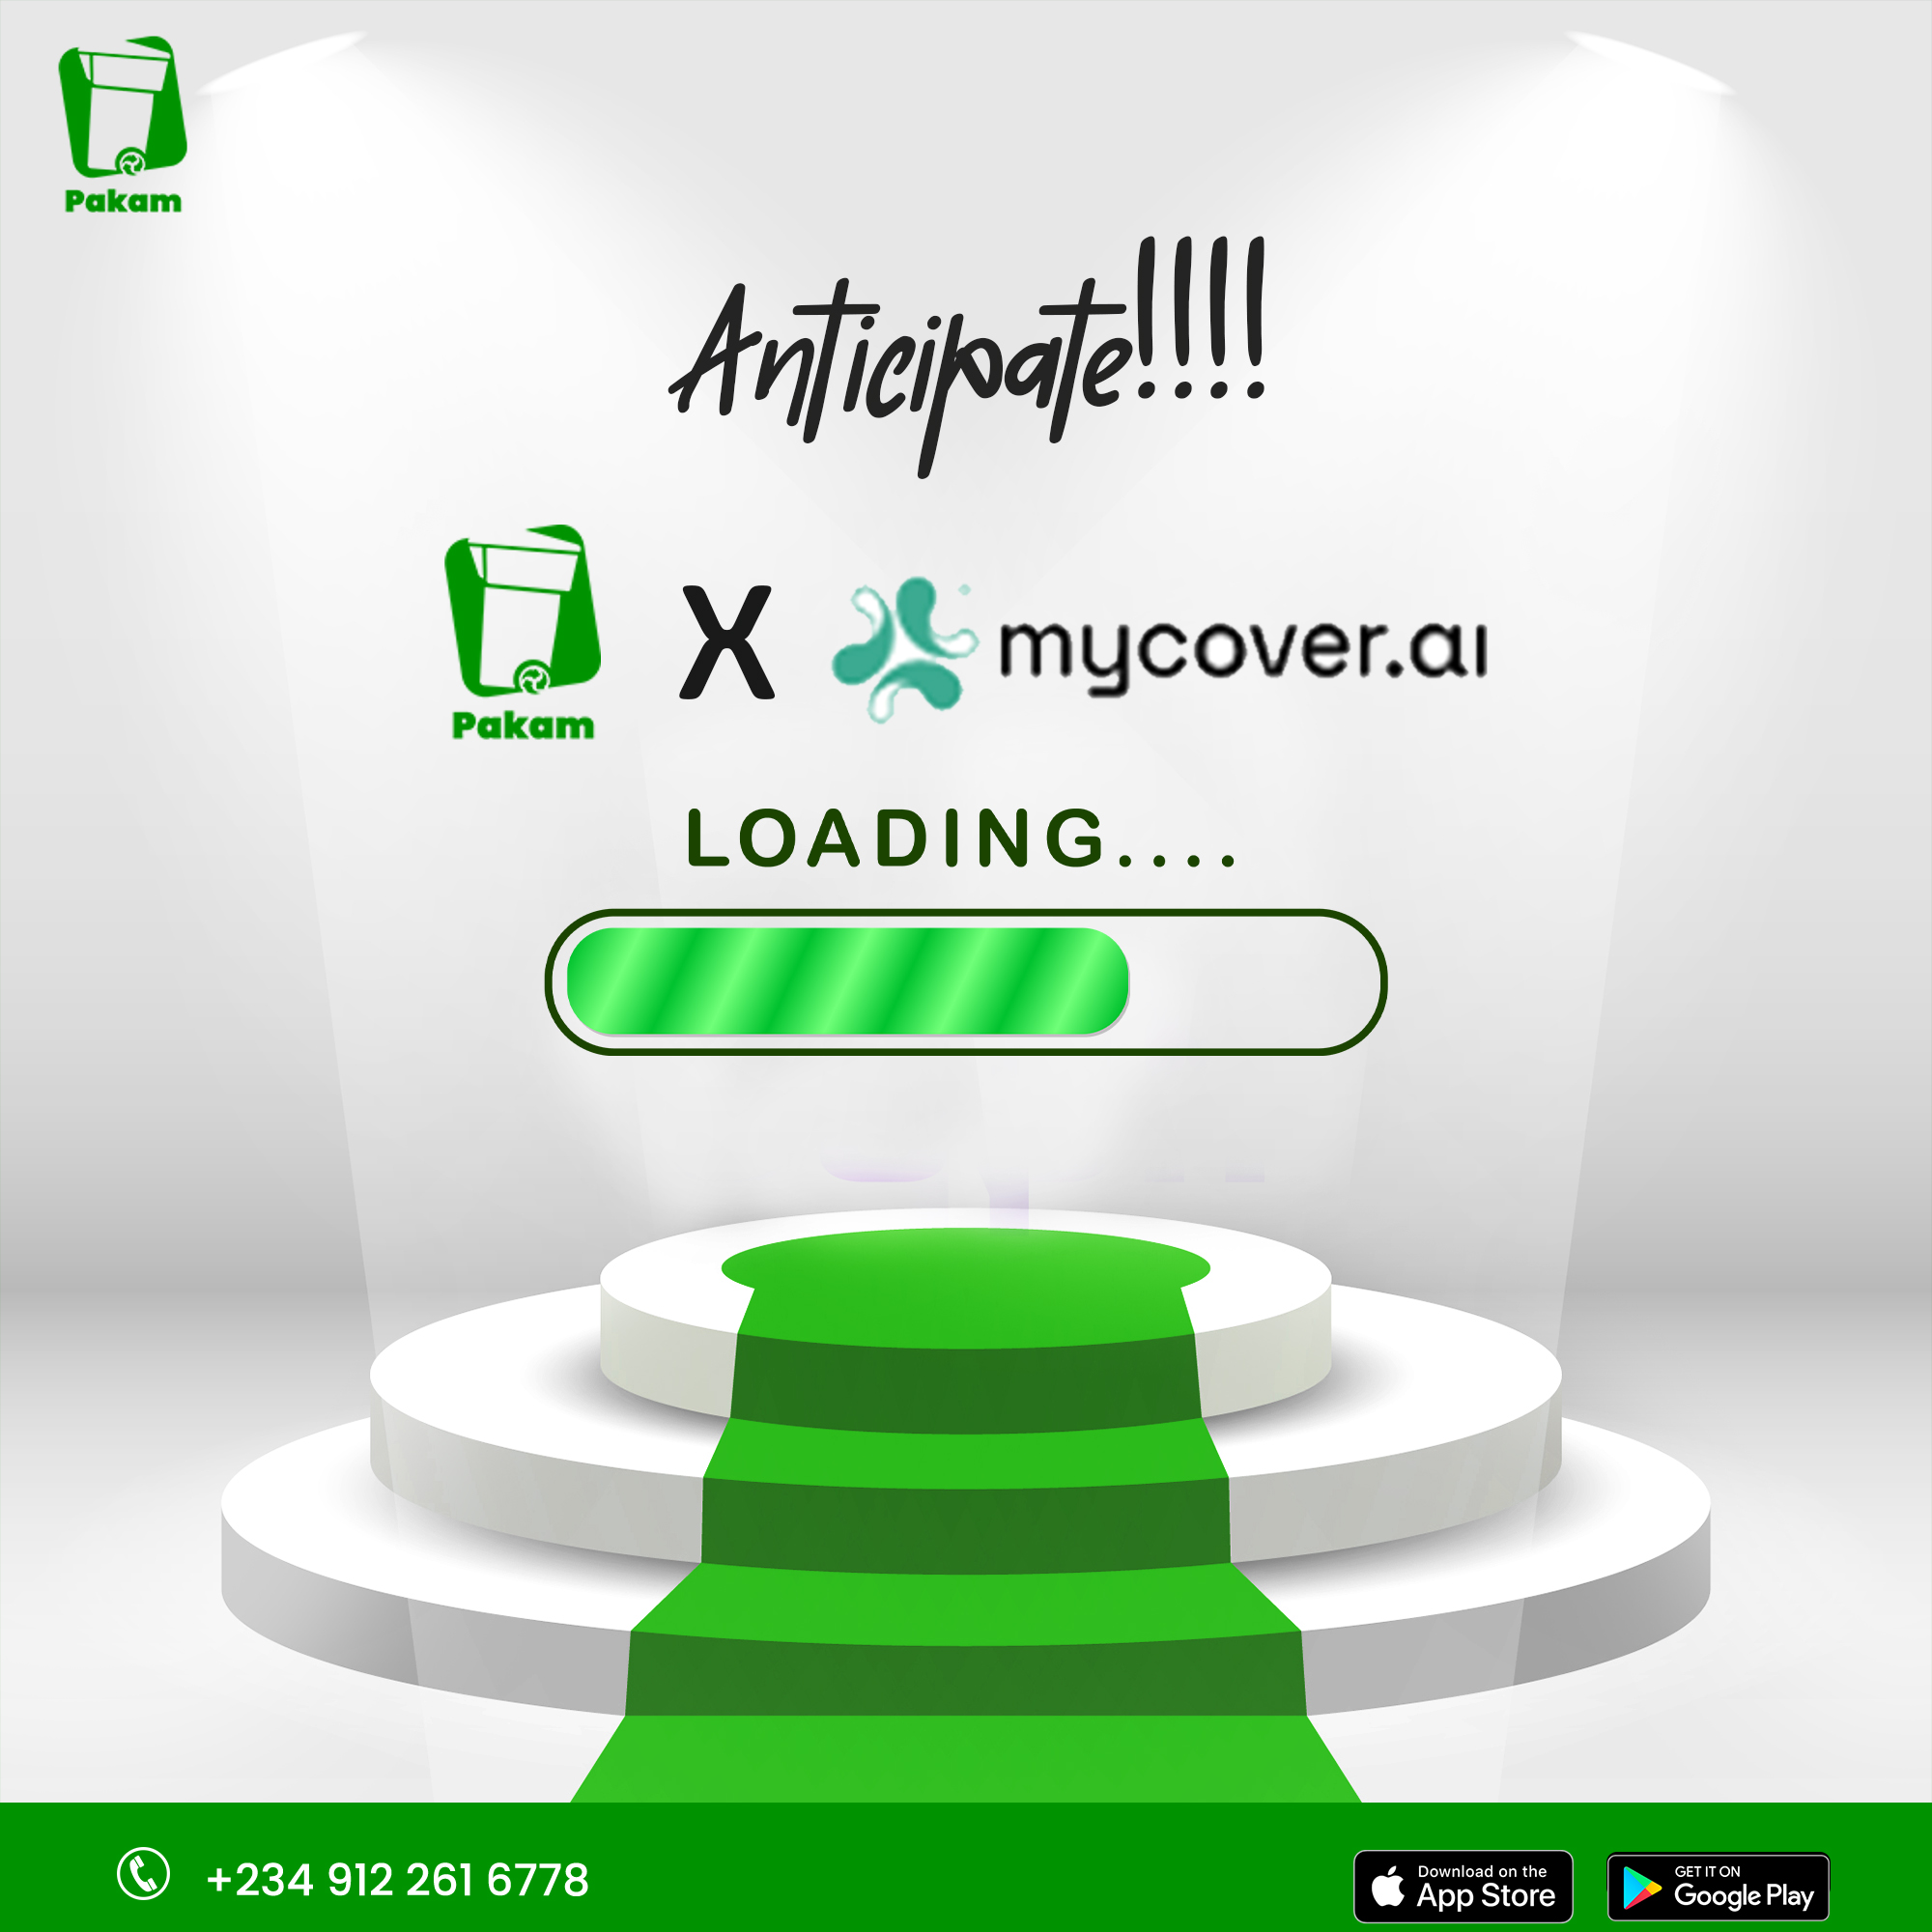 Pakam
Anticipate!!!!
Pakam X mycover.ai
LOADING....
+234 912 261 6778
Download on the
App Store
GET IT ON
Google Play